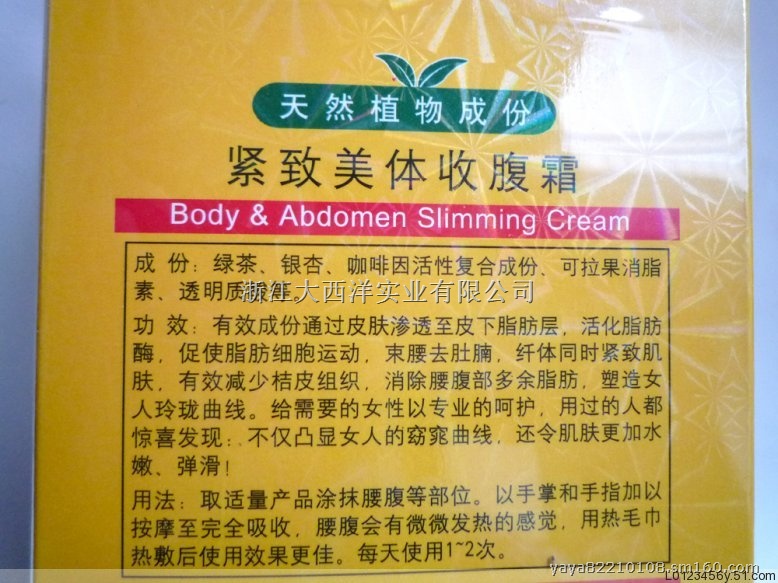 天然植物成份
紧致美体收腹霜
Body & Abdomen Slimming Cream
成 份：绿茶、银杏、咖啡因活性复合成份、可拉果消脂
素、透明质酸等。
浙江大西洋实业有限公司
功 效：有效成份通过皮肤渗透至皮下脂肪层，活化脂肪
酶，促使脂肪细胞运动，束腰去肚腩，纤体同时紧致肌
肤，有效减少桔皮组织，消除腰腹部多余脂肪，塑造女
人玲珑曲线。给需要的女性以专业的呵护，用过的人都
惊喜发现：不仅凸显女人的窈窕曲线，还令肌肤更加水
嫩、弹滑！
用法：取适量产品涂抹腰腹等部位。以手掌和手指加以
按摩至完全吸收，腰腹会有微微发热的感觉，用热毛巾
热敷后使用效果更佳。每天使用1~2次。
yaya82210108.sm160.com
L0123456y.51.com